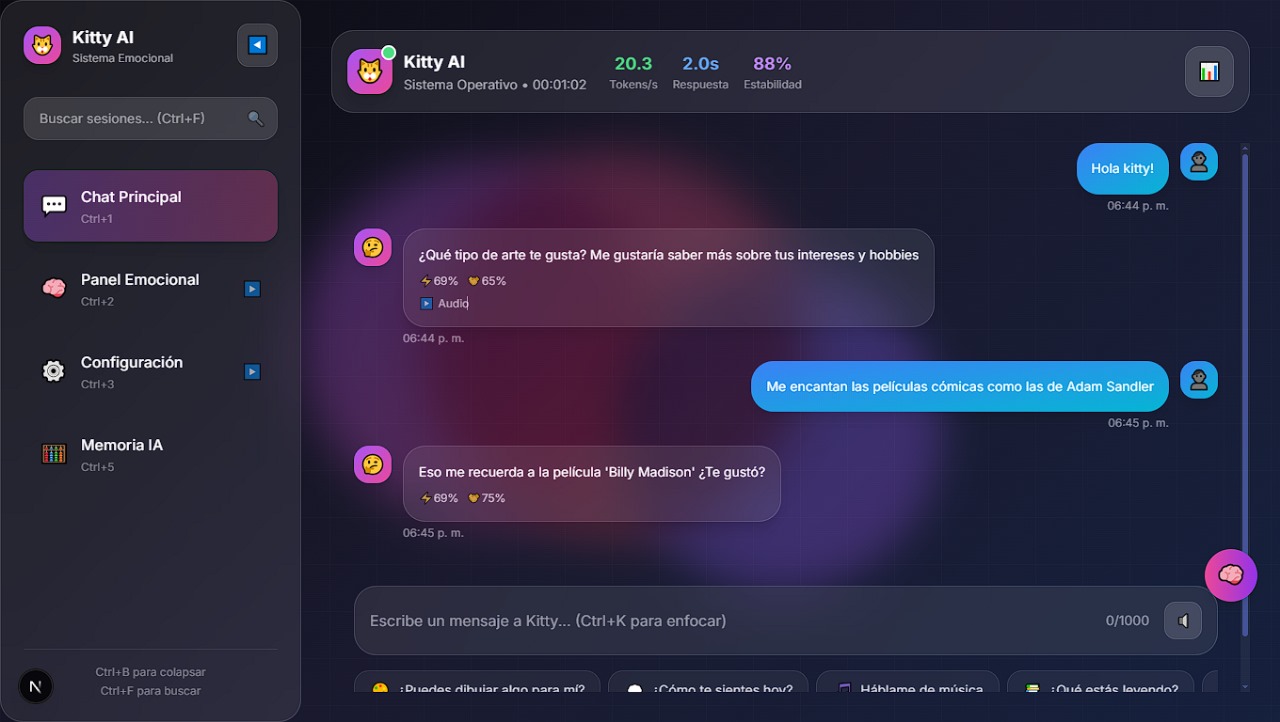 Kitty AI
Sistema Emocional
Buscar sesiones... (Ctrl+F)
Chat Principal
Ctrl+1
Panel Emocional
Ctrl+2
Configuración
Ctrl+3
Memoria IA
Ctrl+5
Ctrl+B para colapsar
Ctrl+F para buscar
N
Kitty AI
Sistema Operativo • 00:01:02
20.3
Tokens/s
2.0s
Respuesta
88%
Estabilidad
Hola kitty!
06:44 p. m.
¿Qué tipo de arte te gusta? Me gustaría saber más sobre tus intereses y hobbies
69% 65%
Audio
06:44 p. m.
Me encantan las películas cómicas como las de Adam Sandler
06:45 p. m.
Eso me recuerda a la película 'Billy Madison' ¿Te gustó?
69% 75%
06:45 p. m.
Escribe un mensaje a Kitty... (Ctrl+K para enfocar)
0/1000
¿Puedes dibujar algo para mí?
¿Cómo te sientes hoy?
Háblame de música
¿Qué estás leyendo?